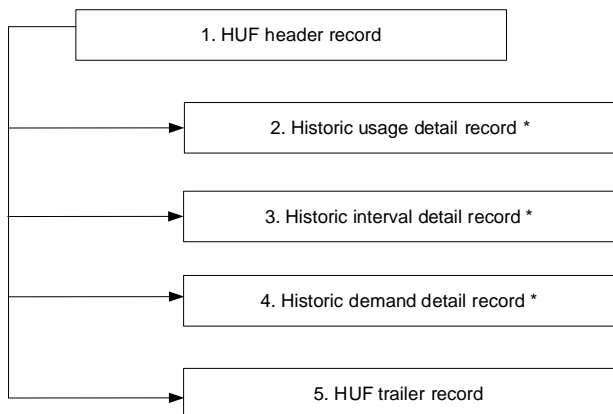 1. HUF header record
2. Historic usage detail record *
3. Historic interval detail record *
4. Historic demand detail record *
5. HUF trailer record